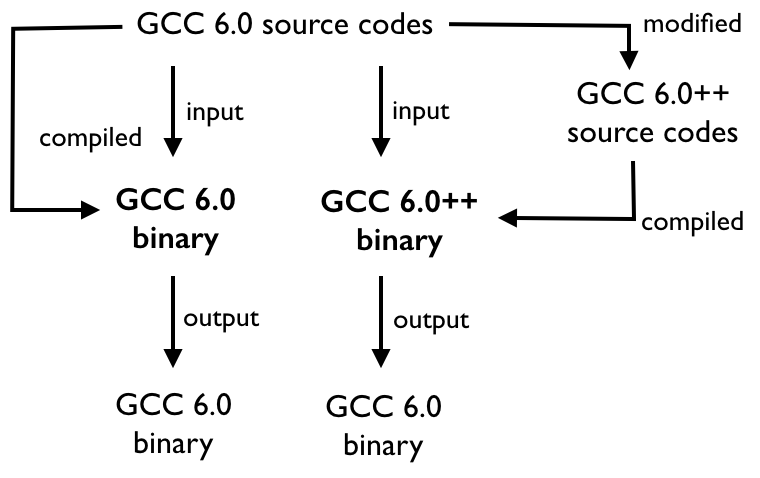 GCC 6.0 source codes
modified
GCC 6.0++
source codes
input
input
compiled
GCC 6.0
binary
GCC 6.0++
binary
compiled
output
output
GCC 6.0
binary
GCC 6.0
binary